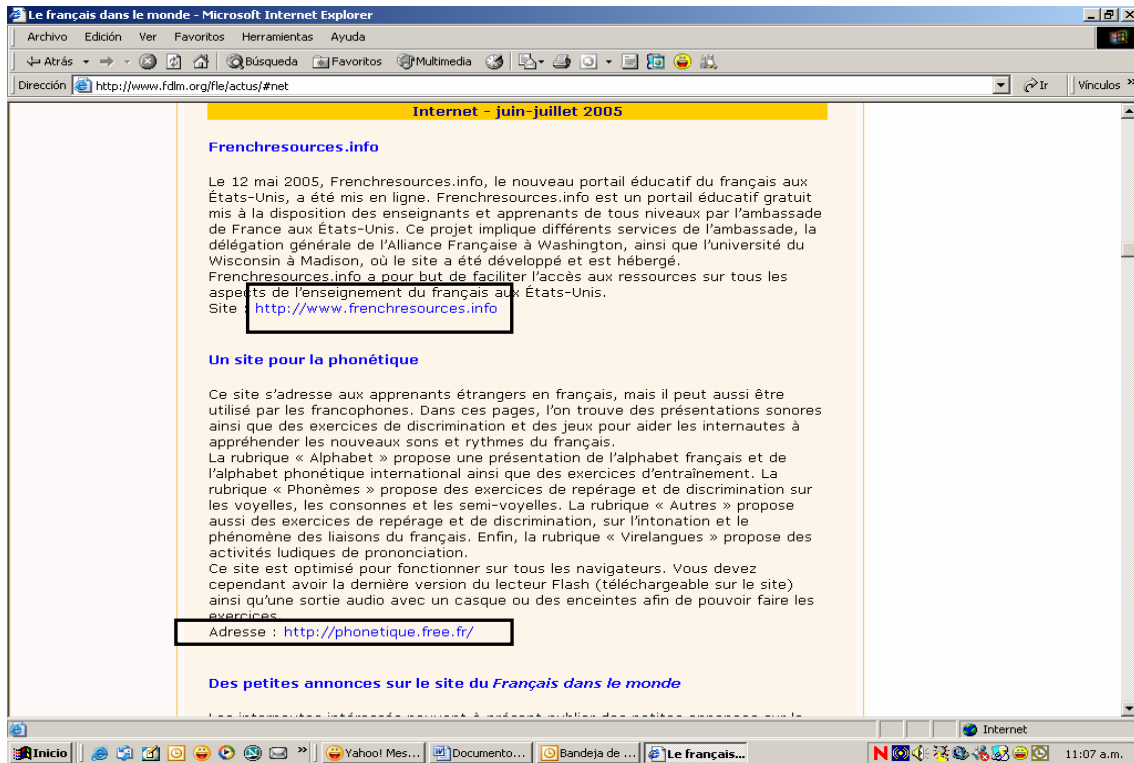 Le français dans le monde - Microsoft Internet Explorer
Archivo Edición Ver Favoritos Herramientas Ayuda
Atrás Búsqueda Favoritos Multimedia
Dirección http://www.fdlm.org/fle/actus/#net Ir Vínculos »
Internet - juin-juillet 2005
Frenchresources.info
Le 12 mai 2005, Frenchresources.info, le nouveau portail éducatif du français aux
États-Unis, a été mis en ligne. Frenchresources.info est un portail éducatif gratuit
mis à la disposition des enseignants et apprenants de tous niveaux par l'ambassade
de France aux États-Unis. Ce projet implique différents services de l'ambassade, la
délégation générale de l'Alliance Française à Washington, ainsi que l'université du
Wisconsin à Madison, où le site a été développé et est hébergé.
Frenchresources.info a pour but de faciliter l'accès aux ressources sur tous les
aspects de l'enseignement du français aux États-Unis.
Site : http://www.frenchresources.info
Un site pour la phonétique
Ce site s'adresse aux apprenants étrangers en français, mais il peut aussi être
utilisé par les francophones. Dans ces pages, l'on trouve des présentations sonores
ainsi que des exercices de discrimination et des jeux pour aider les internautes à
appréhender les nouveaux sons et rythmes du français.
La rubrique « Alphabet » propose une présentation de l'alphabet français et de
l'alphabet phonétique international ainsi que des exercices d'entraînement. La
rubrique « Phonèmes » propose des exercices de repérage et de discrimination sur
les voyelles, les consonnes et les semi-voyelles. La rubrique « Autres » propose
aussi des exercices de repérage et de discrimination, sur l'intonation et le
phénomène des liaisons du français. Enfin, la rubrique « Virelangues » propose des
activités ludiques de prononciation.
Ce site est optimisé pour fonctionner sur tous les navigateurs. Vous devez
cependant avoir la dernière version du lecteur Flash (téléchargeable sur le site)
ainsi qu'une sortie audio avec un casque ou des enceintes afin de pouvoir faire les
exercices.
Adresse : http://phonetique.free.fr/
Des petites annonces sur le site du Français dans le monde
Les internautes intéressés peuvent à présent publier des petites annonces sur le
Internet
Inicio » Yahoo! Mes... Documento... Bandeja de ... Le français... 11:07 a.m.